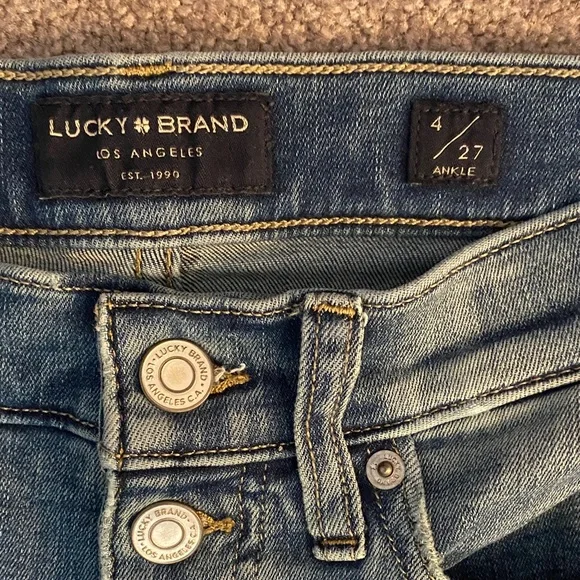 LUCKY BRAND
LOS ANGELES
EST. 1990
4/27
ANKLE
LUCKY BRAND
LOS ANGELES C.A.
LUCKY BRAND
LOS ANGELES C.A.